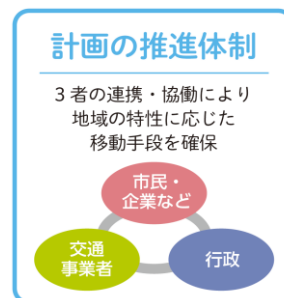 計画の推進体制
3者の連携・協働により
地域の特性に応じた
移動手段を確保
市民・
企業など
交通
事業者
行政